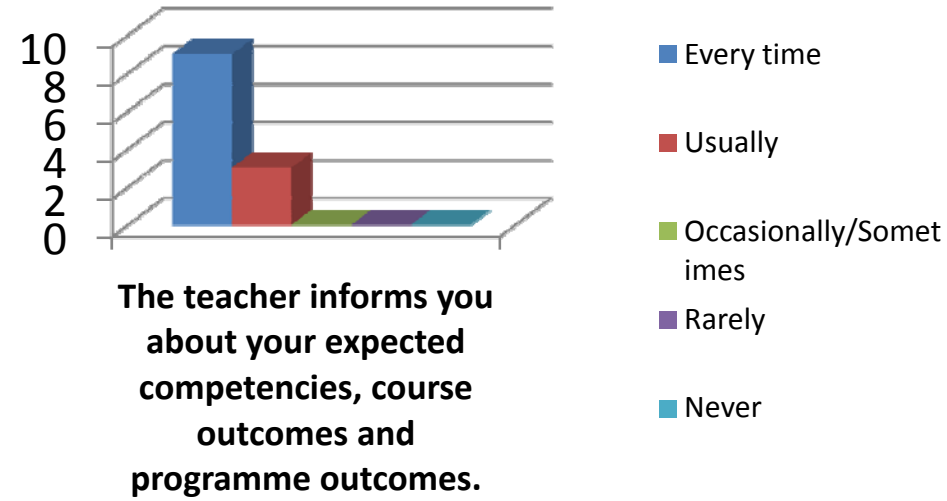 10
8
6
4
2
0
The teacher informs you
about your expected
competencies, course
outcomes and
programme outcomes.
Every time
Usually
Occasionally/Somet
imes
Rarely
Never